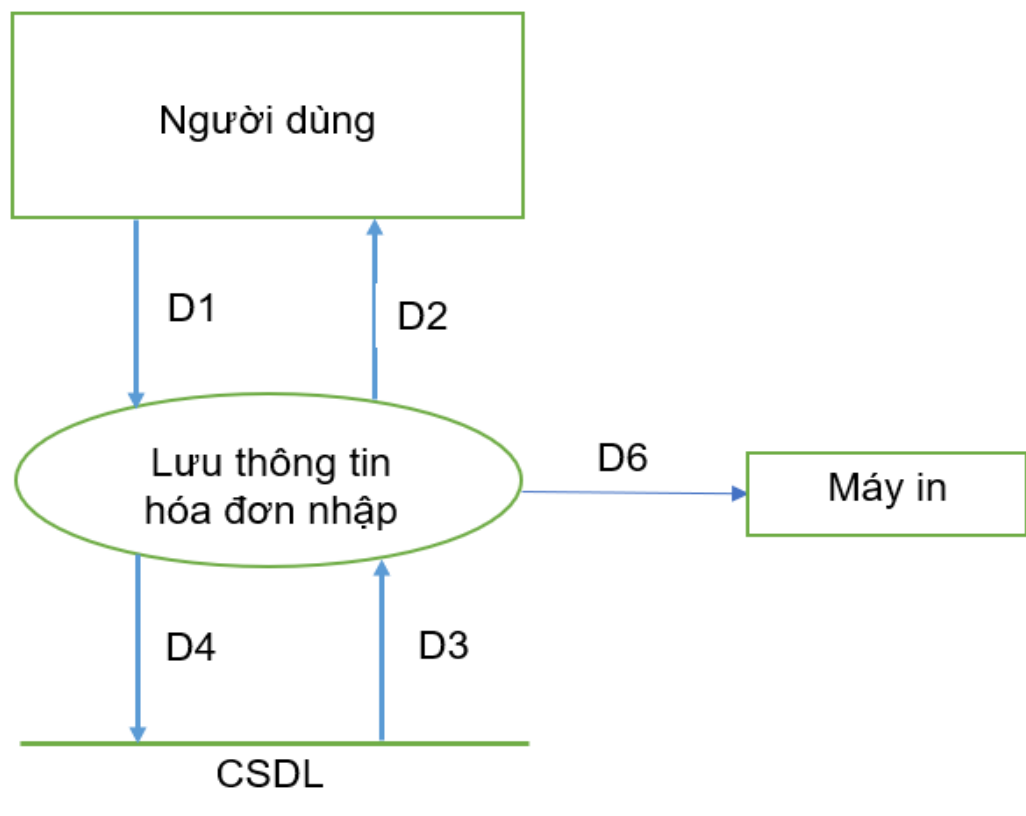 Người dùng
D1
D2
Lưu thông tin
hóa đơn nhập
D6
Máy in
D4
D3
CSDL